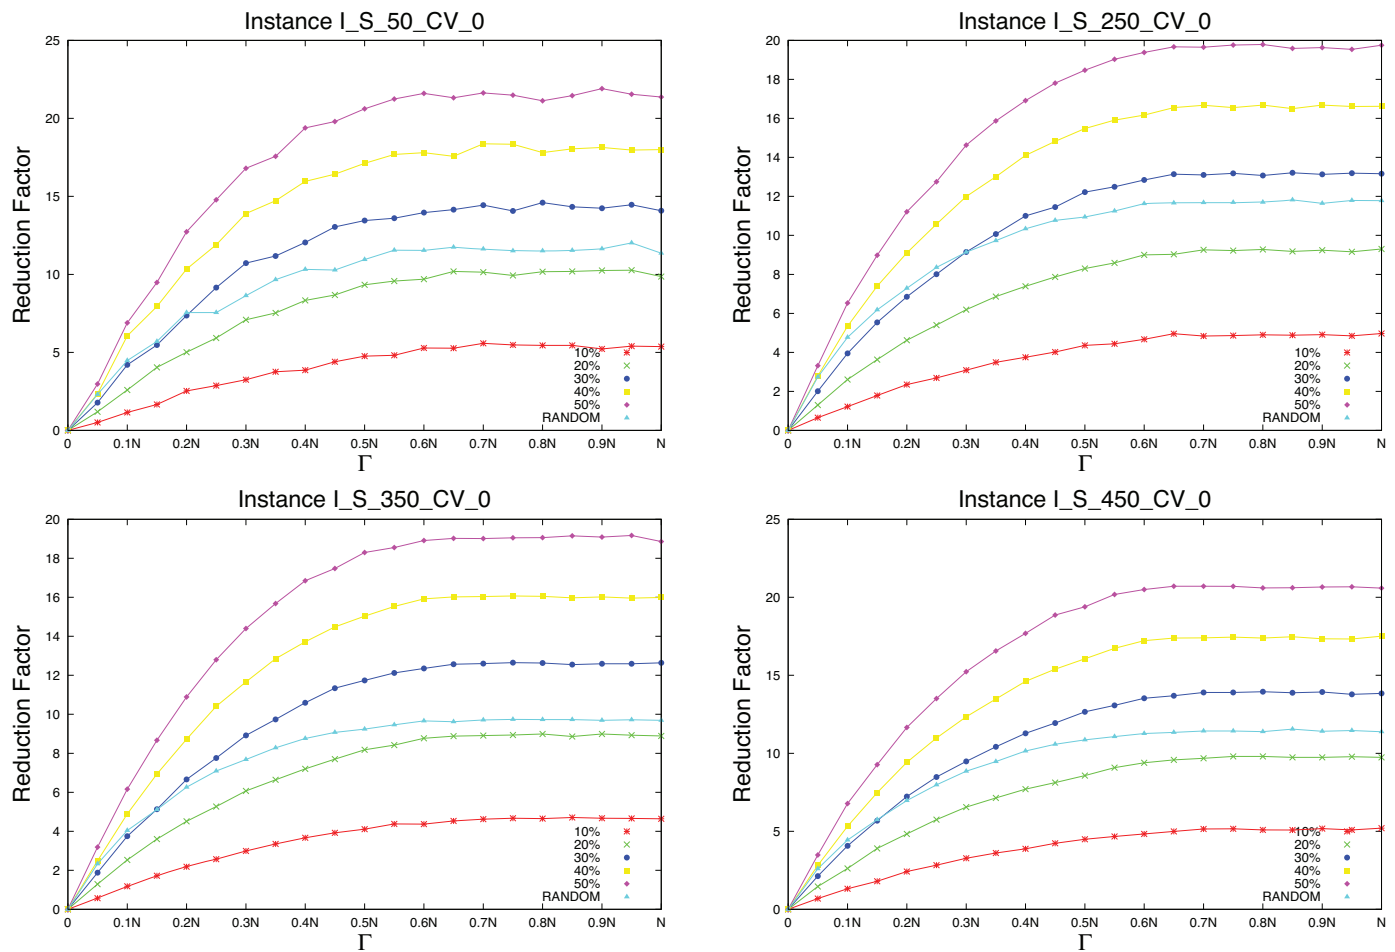 Instance I_S_50_CV_0
Reduction Factor
25
20
15
10
5
0
0 0.1N 0.2N 0.3N 0.4N 0.5N 0.6N 0.7N 0.8N 0.9N N
Γ
10%
20%
30%
40%
50%
RANDOM
Instance I_S_250_CV_0
Reduction Factor
20
18
16
14
12
10
8
6
4
2
0
0 0.1N 0.2N 0.3N 0.4N 0.5N 0.6N 0.7N 0.8N 0.9N N
Γ
10%
20%
30%
40%
50%
RANDOM
Instance I_S_350_CV_0
Reduction Factor
20
18
16
14
12
10
8
6
4
2
0
0 0.1N 0.2N 0.3N 0.4N 0.5N 0.6N 0.7N 0.8N 0.9N N
Γ
10%
20%
30%
40%
50%
RANDOM
Instance I_S_450_CV_0
Reduction Factor
25
20
15
10
5
0
0 0.1N 0.2N 0.3N 0.4N 0.5N 0.6N 0.7N 0.8N 0.9N N
Γ
10%
20%
30%
40%
50%
RANDOM